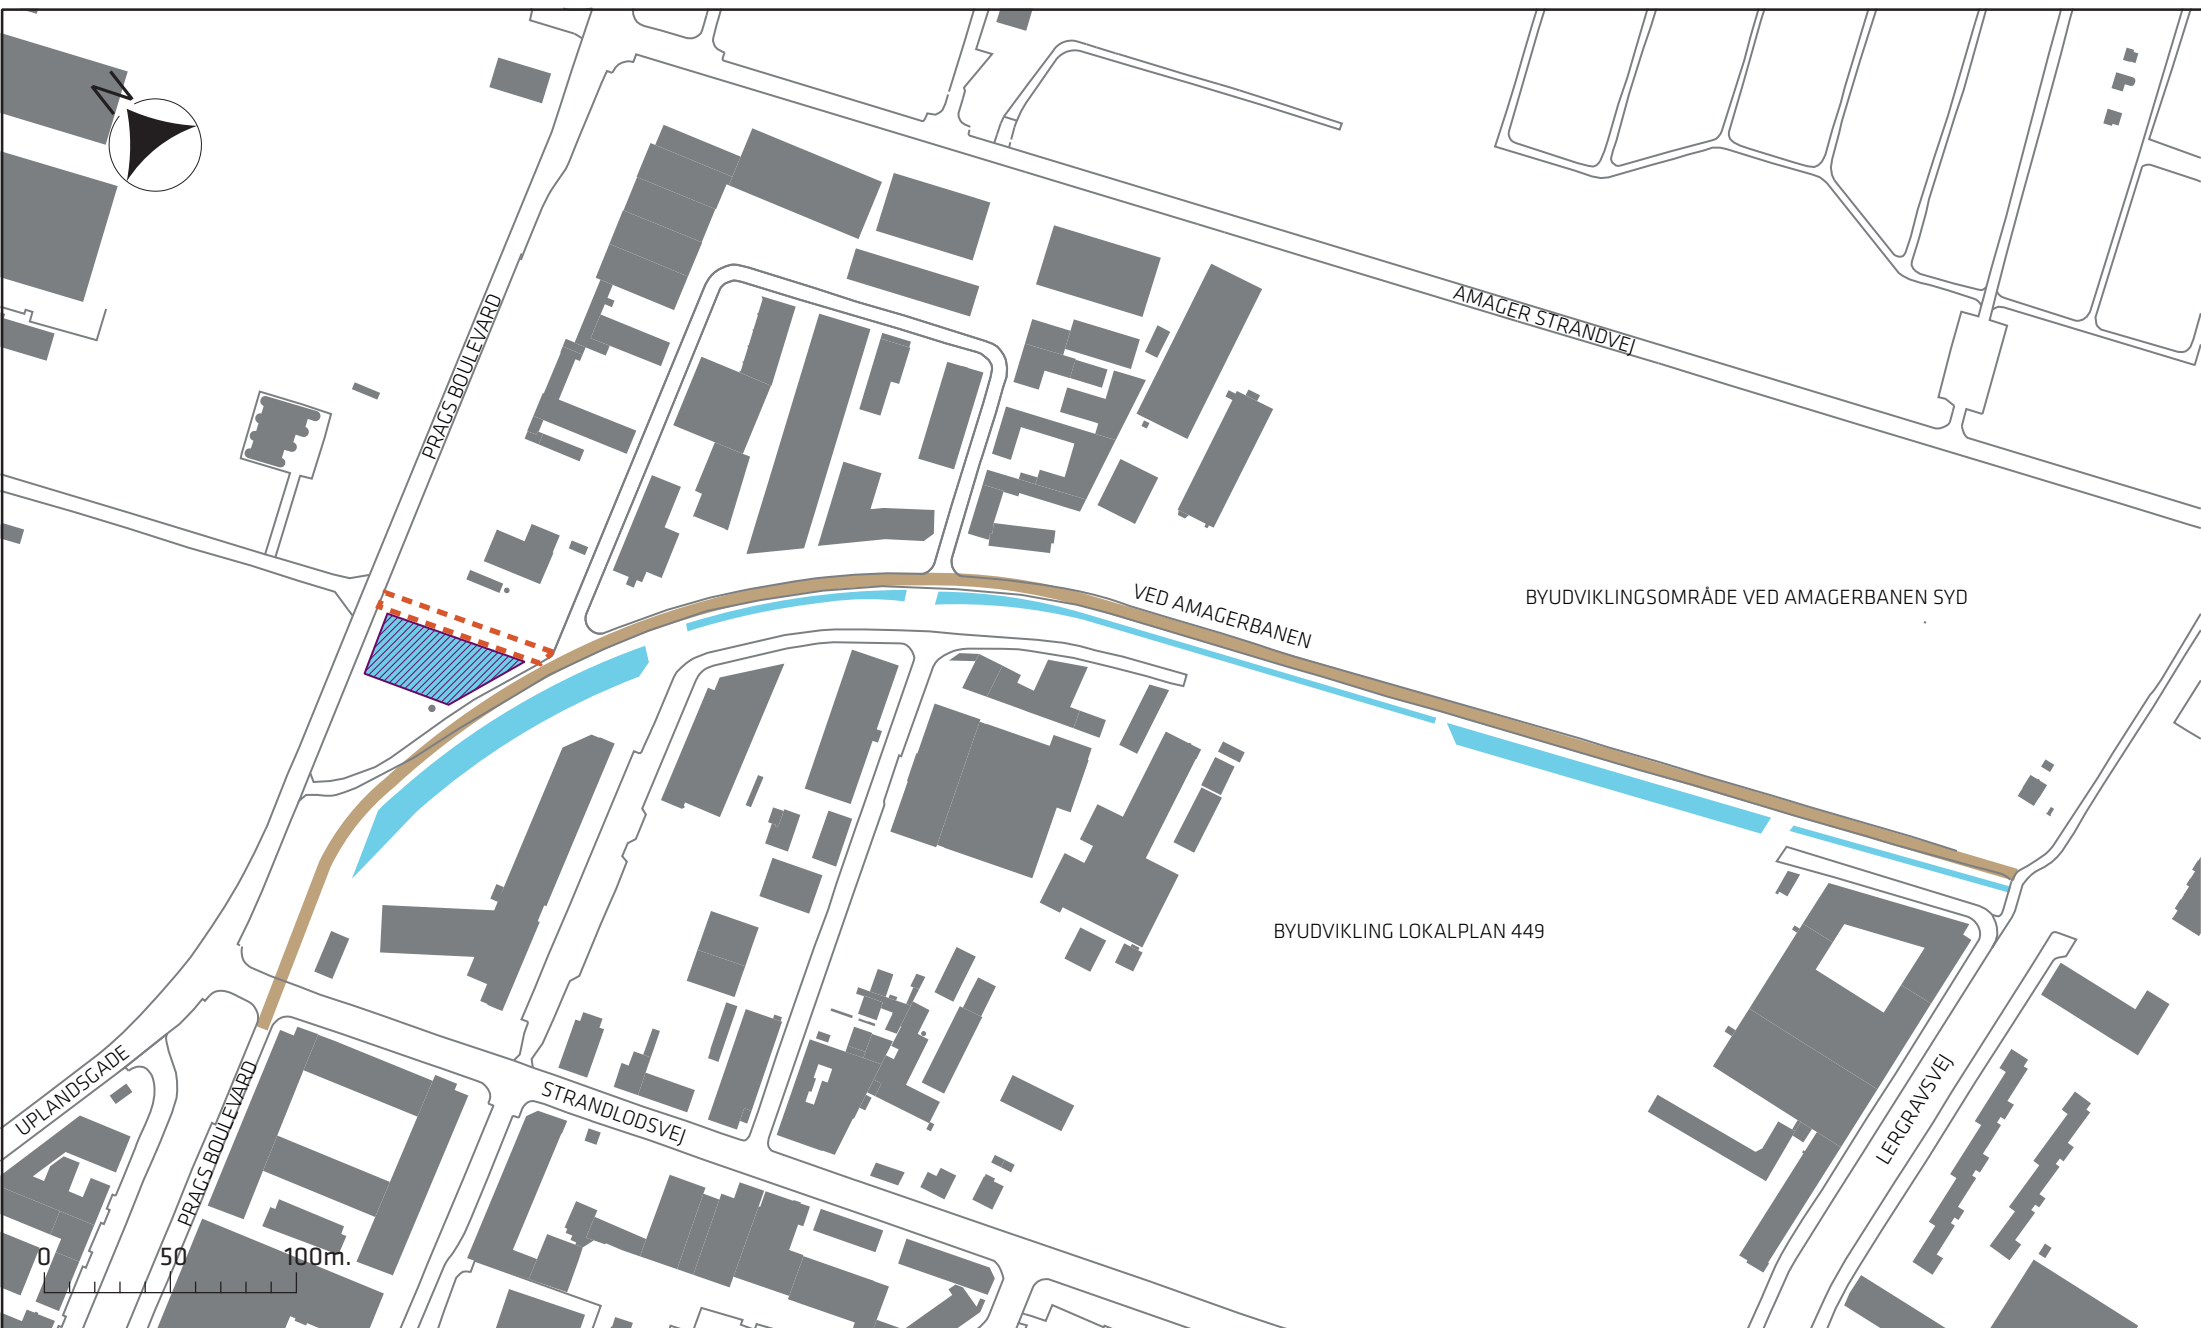 N
PRAGS BOULEVARD
AMAGER STRANDVEJ
VED AMAGERBANEN
BYUDVIKLINGSOMRÅDE VED AMAGERBANEN SYD
BYUDVIKLING LOKALPLAN 449
UPLANDSGADE
PRAGS BOULEVARD
STRANDLODSVEJ
LERGRAVSVEJ
0 50 100m.